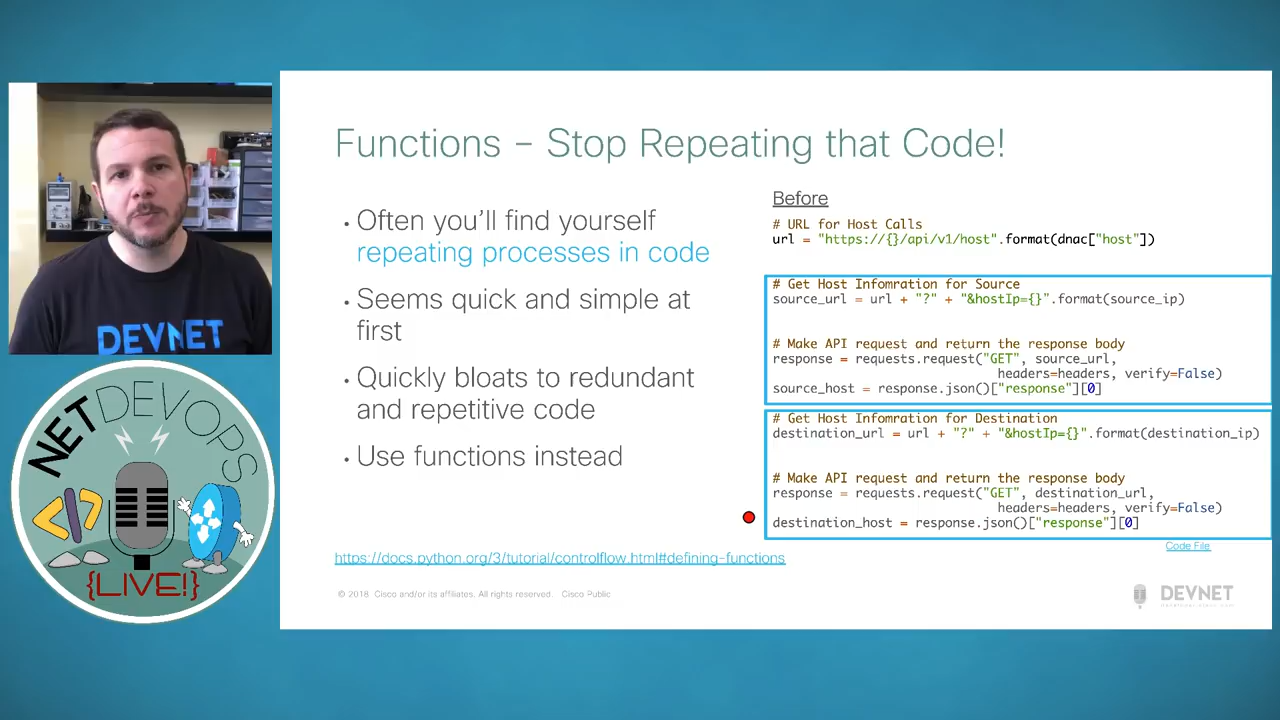 Functions – Stop Repeating that Code!
• Often you'll find yourself
repeating processes in code
• Seems quick and simple at
first
• Quickly bloats to redundant
and repetitive code
• Use functions instead
https://docs.python.org/3/tutorial/controlflow.html#defining-functions
© 2018 Cisco and/or its affiliates. All rights reserved. Cisco Public
Before
# URL for Host Calls
url = "https://{}/api/v1/host".format(dnac["host"])
# Get Host Infomration for Source
source_url = url + "?" + "&hostIp={}".format(source_ip)
# Make API request and return the response body
response = requests.request("GET", source_url,
headers=headers, verify=False)
source_host = response.json()["response"][0]
# Get Host Infomration for Destination
destination_url = url + "?" + "&hostIp={}".format(destination_ip)
# Make API request and return the response body
response = requests.request("GET", destination_url,
headers=headers, verify=False)
destination_host = response.json()["response"][0]
Code File
DEVNET
DEVNET
NETDEVOPS
</>
{LIVE!}